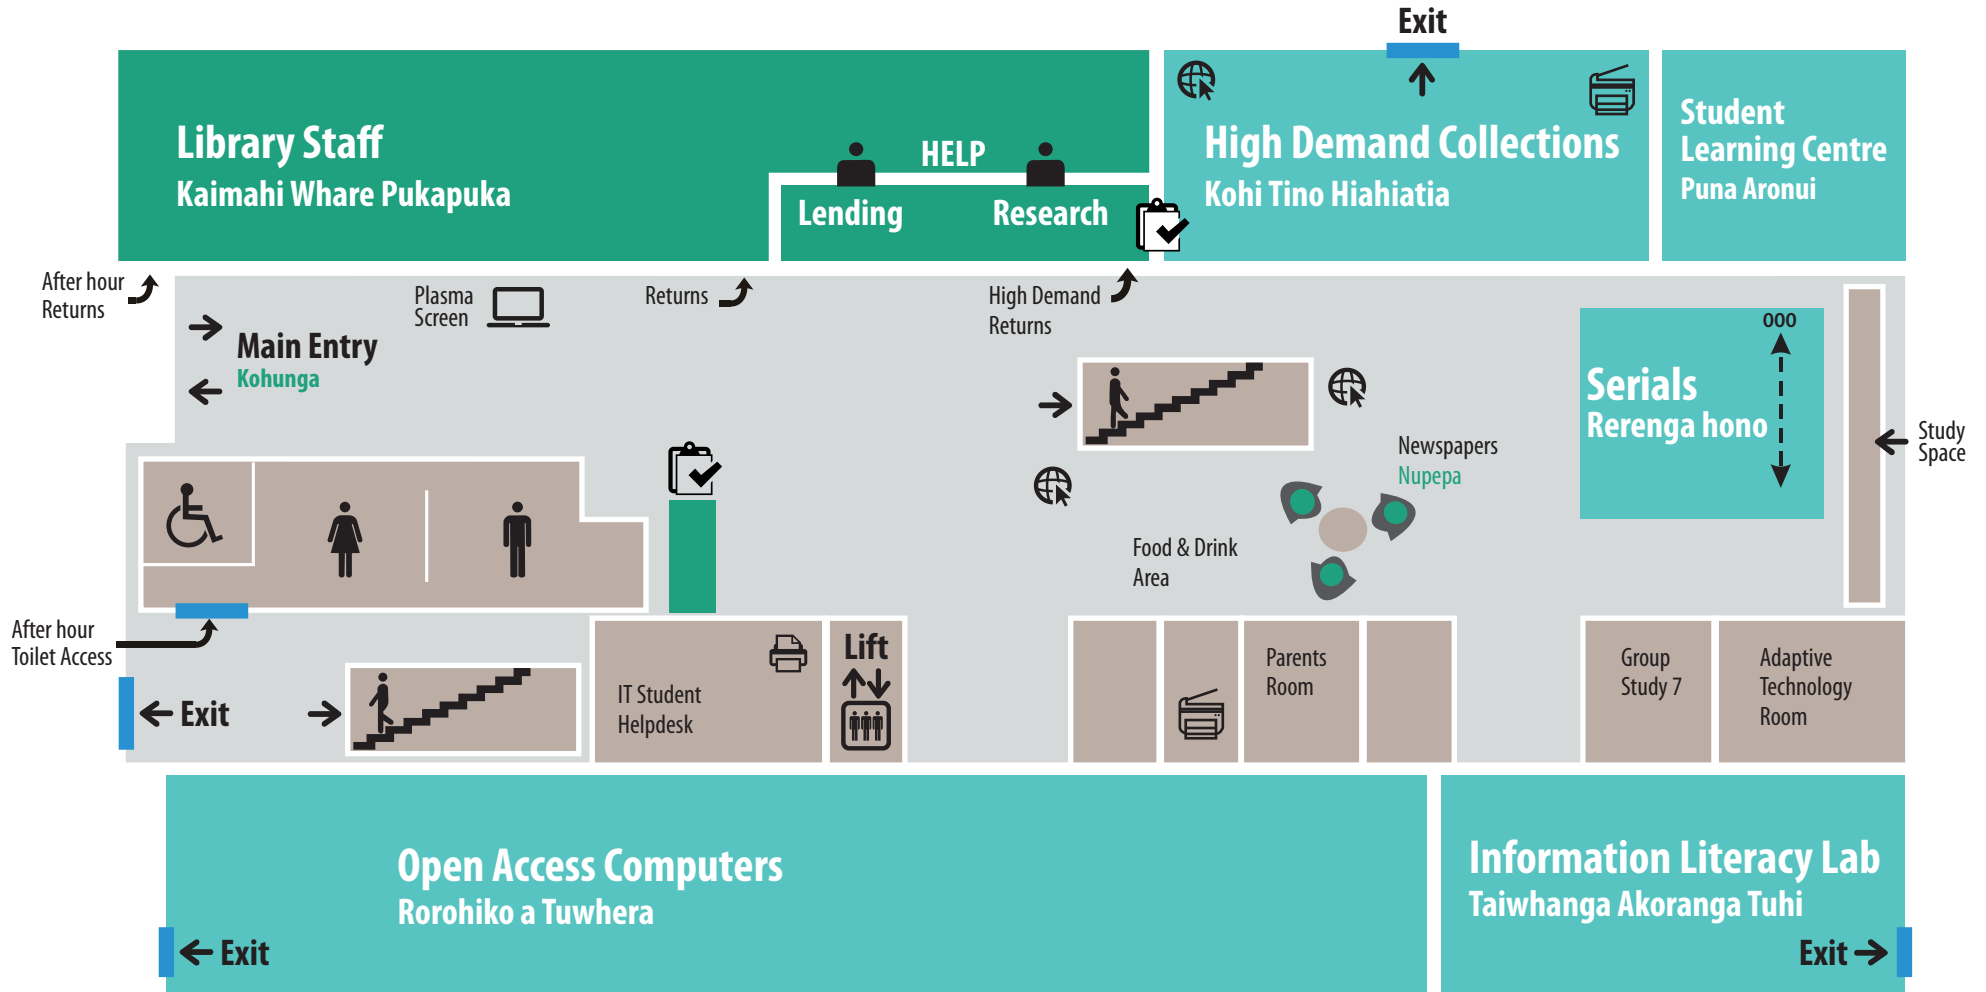 Exit
Library Staff
Kaimahi Whare Pukapuka
HELP
Lending
Research
High Demand Collections
Kohi Tino Hiahiatia
Student
Learning Centre
Puna Aronui
After hour
Returns
Plasma
Screen
Returns
High Demand
Returns
Main Entry
Kohunga
000
Serials
Rerenga hono
Study
Space
Newspapers
Nupepa
Food & Drink
Area
After hour
Toilet Access
Exit
IT Student
Helpdesk
Lift
Parents
Room
Group
Study 7
Adaptive
Technology
Room
Open Access Computers
Rorohiko a Tuwhera
Exit
Information Literacy Lab
Taiwhanga Akoranga Tuhi
Exit